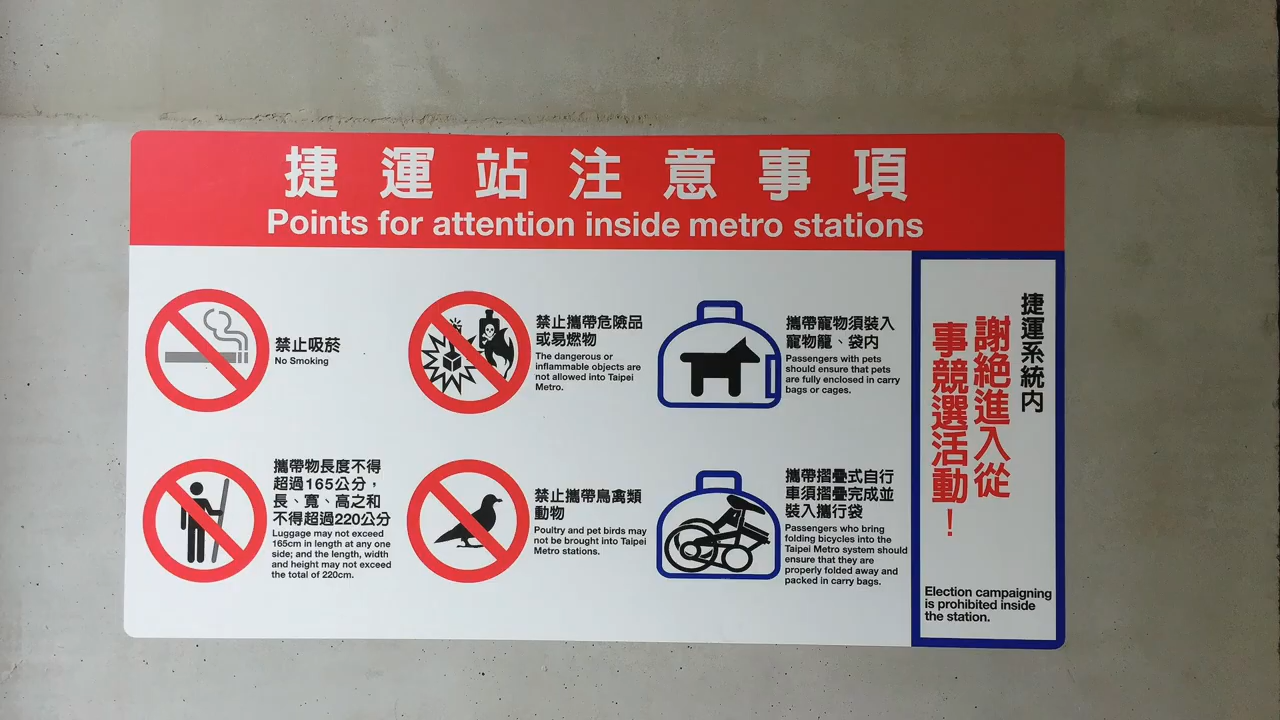 捷運站注意事項
Points for attention inside metro stations
禁止吸菸
No Smoking
禁止攜帶危險品
或易燃物
The dangerous or
inflammable objects are
not allowed into Taipei
Metro.
攜帶寵物須裝入
寵物籠、袋内
Passengers with pets
should ensure that pets
are fully enclosed in carry
bags or cages.
攜帶物長度不得
超過165公分，
長、寬、高之和
不得超過220公分
Luggage may not exceed
165cm in length at any one
side; and the length, width
and height may not exceed
the total of 220cm.
禁止攜帶鳥禽類
動物
Poultry and pet birds may
not be brought into Taipei
Metro stations.
攜帶摺疊式自行
車須摺疊完成並
裝入攜行袋
Passengers who bring
folding bicycles into the
Taipei Metro system should
ensure that they are
properly folded away and
packed in carry bags.
捷運系統内
謝絕進入從
事競選活動！
Election campaigning
is prohibited inside
the station.